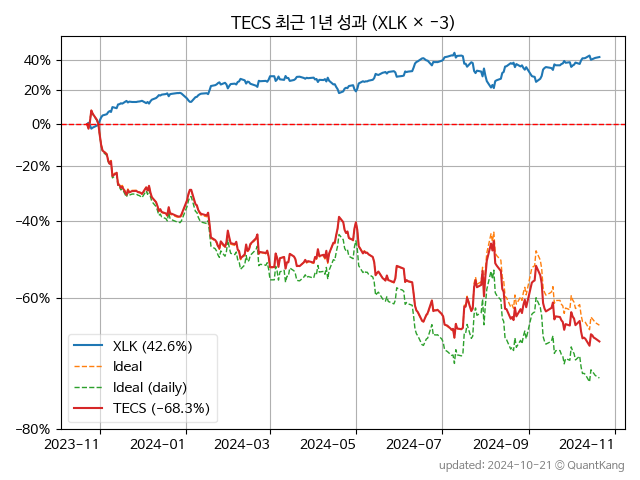 TECS 최근 1년 성과 (XLK × −3)
40%
20%
0%
−20%
−40%
−60%
−80%
XLK (42.6%)
Ideal
Ideal (daily)
TECS (−68.3%)
2023-11 2024-01 2024-03 2024-05 2024-07 2024-09 2024-11
updated: 2024-10-21 © QuantKang